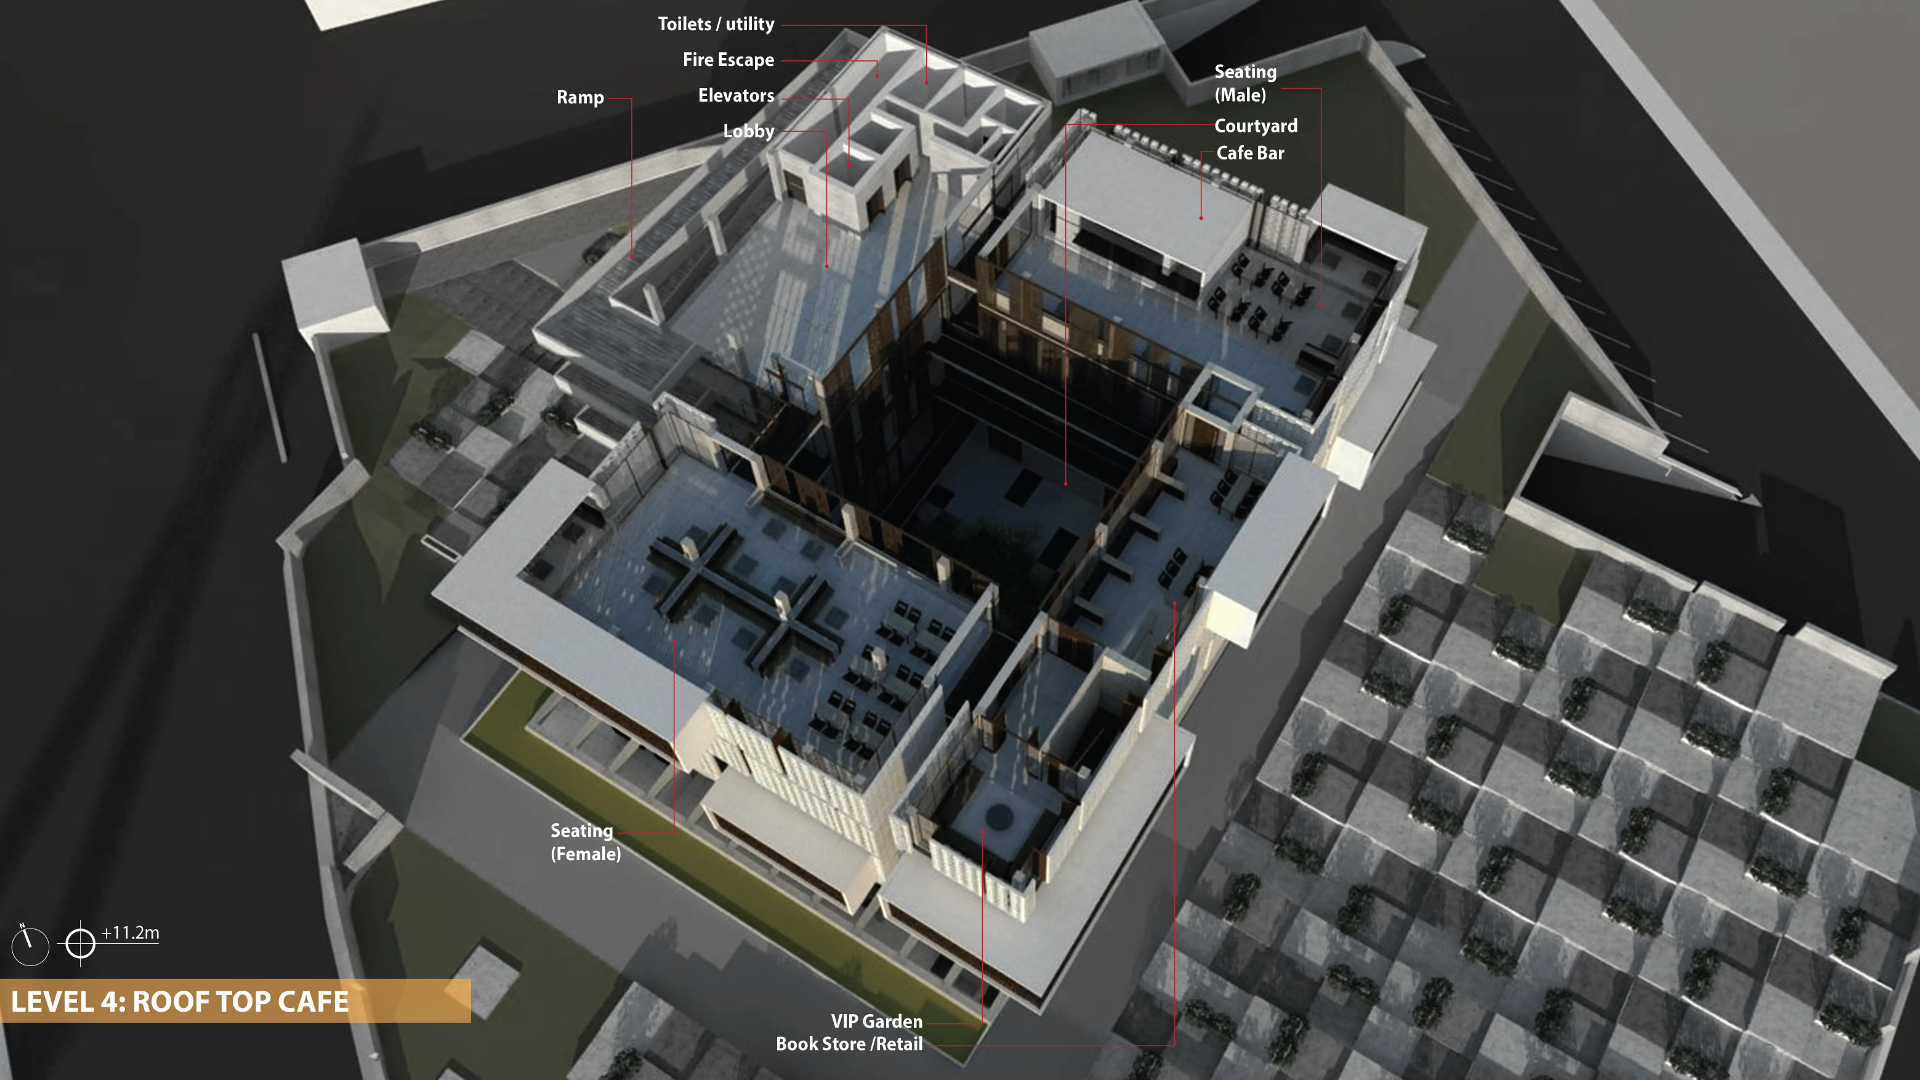 Toilets / utility
Fire Escape
Ramp
Elevators
Lobby
Seating
(Male)
Courtyard
Cafe Bar
Seating
(Female)
N
+11.2m
LEVEL 4: ROOF TOP CAFE
VIP Garden
Book Store /Retail